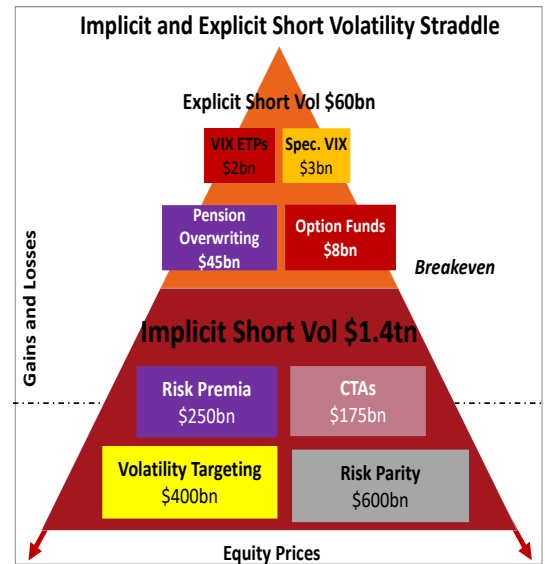 Implicit and Explicit Short Volatility Straddle
Explicit Short Vol $60bn
VIX ETPs
$2bn
Spec. VIX
$3bn
Pension
Overwriting
$45bn
Option Funds
$8bn
Breakeven
Gains and Losses
Implicit Short Vol $1.4tn
Risk Premia
$250bn
CTAs
$175bn
Volatility Targeting
$400bn
Risk Parity
$600bn
Equity Prices